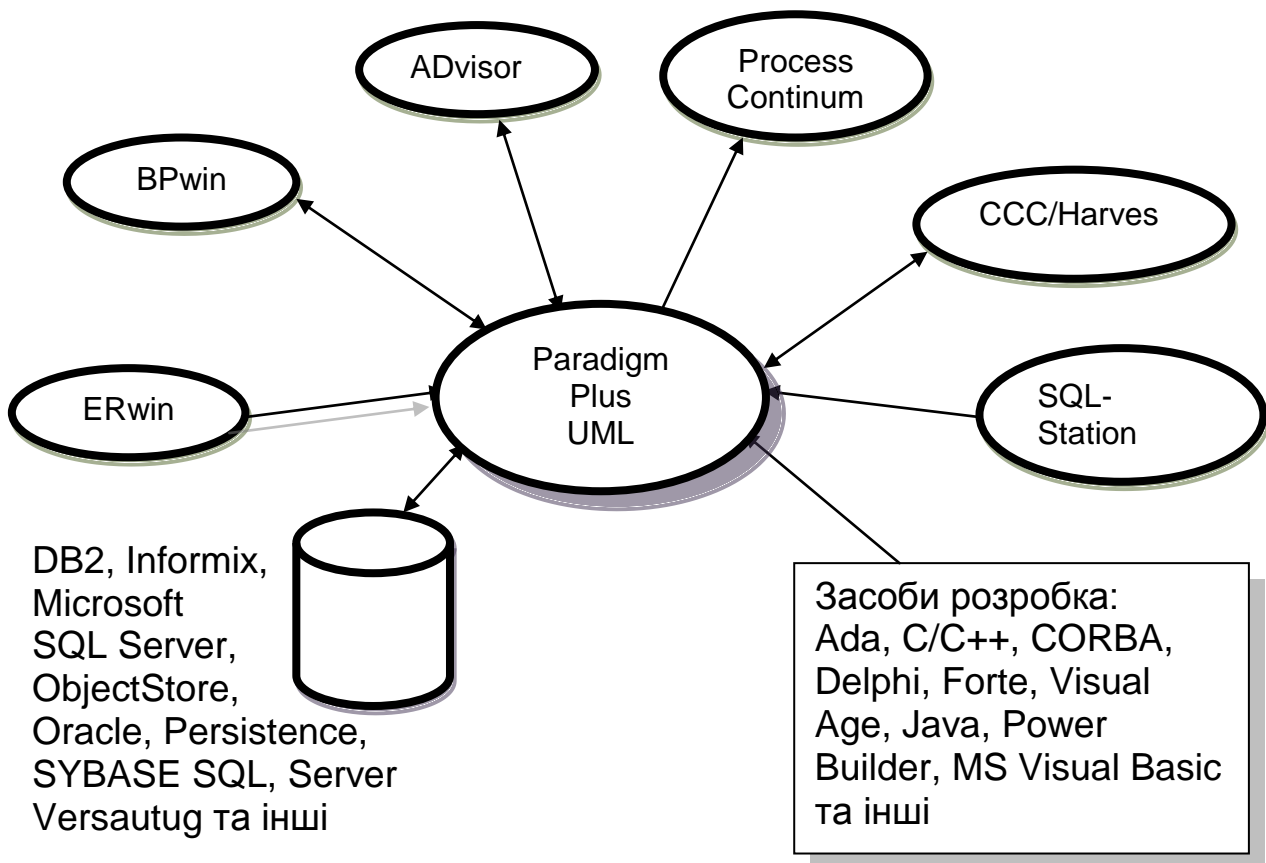 ADvisor
Process
Continum
BPwin
CCC/Harves
Paradigm
Plus
UML
ERwin
SQL-
Station
DB2, Informix,
Microsoft
SQL Server,
ObjectStore,
Oracle, Persistence,
SYBASE SQL, Server
Versautug та інші
Засоби розробка:
Ada, C/C++, CORBA,
Delphi, Forte, Visual
Age, Java, Power
Builder, MS Visual Basic
та інші